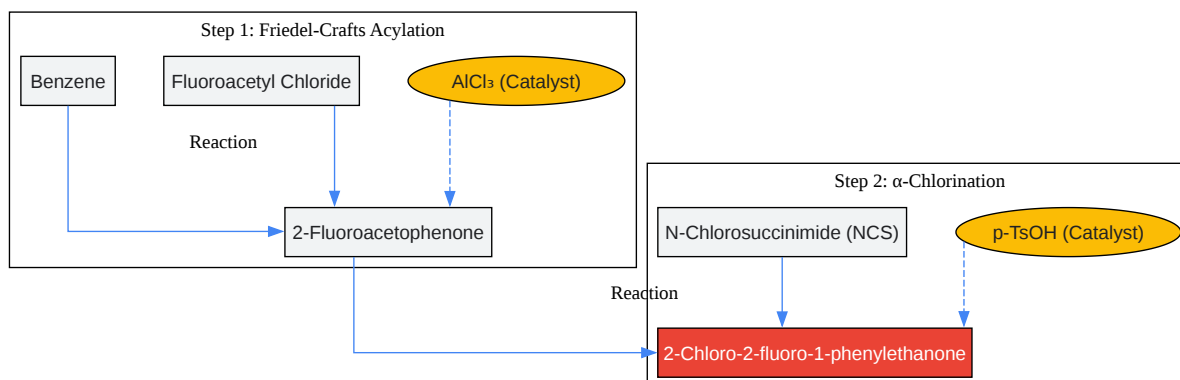 Step 1: Friedel-Crafts Acylation
Benzene
Fluoroacetyl Chloride
AlCl₃ (Catalyst)
Reaction
2-Fluoroacetophenone
Step 2: α-Chlorination
N-Chlorosuccinimide (NCS)
p-TsOH (Catalyst)
Reaction
2-Chloro-2-fluoro-1-phenylethanone